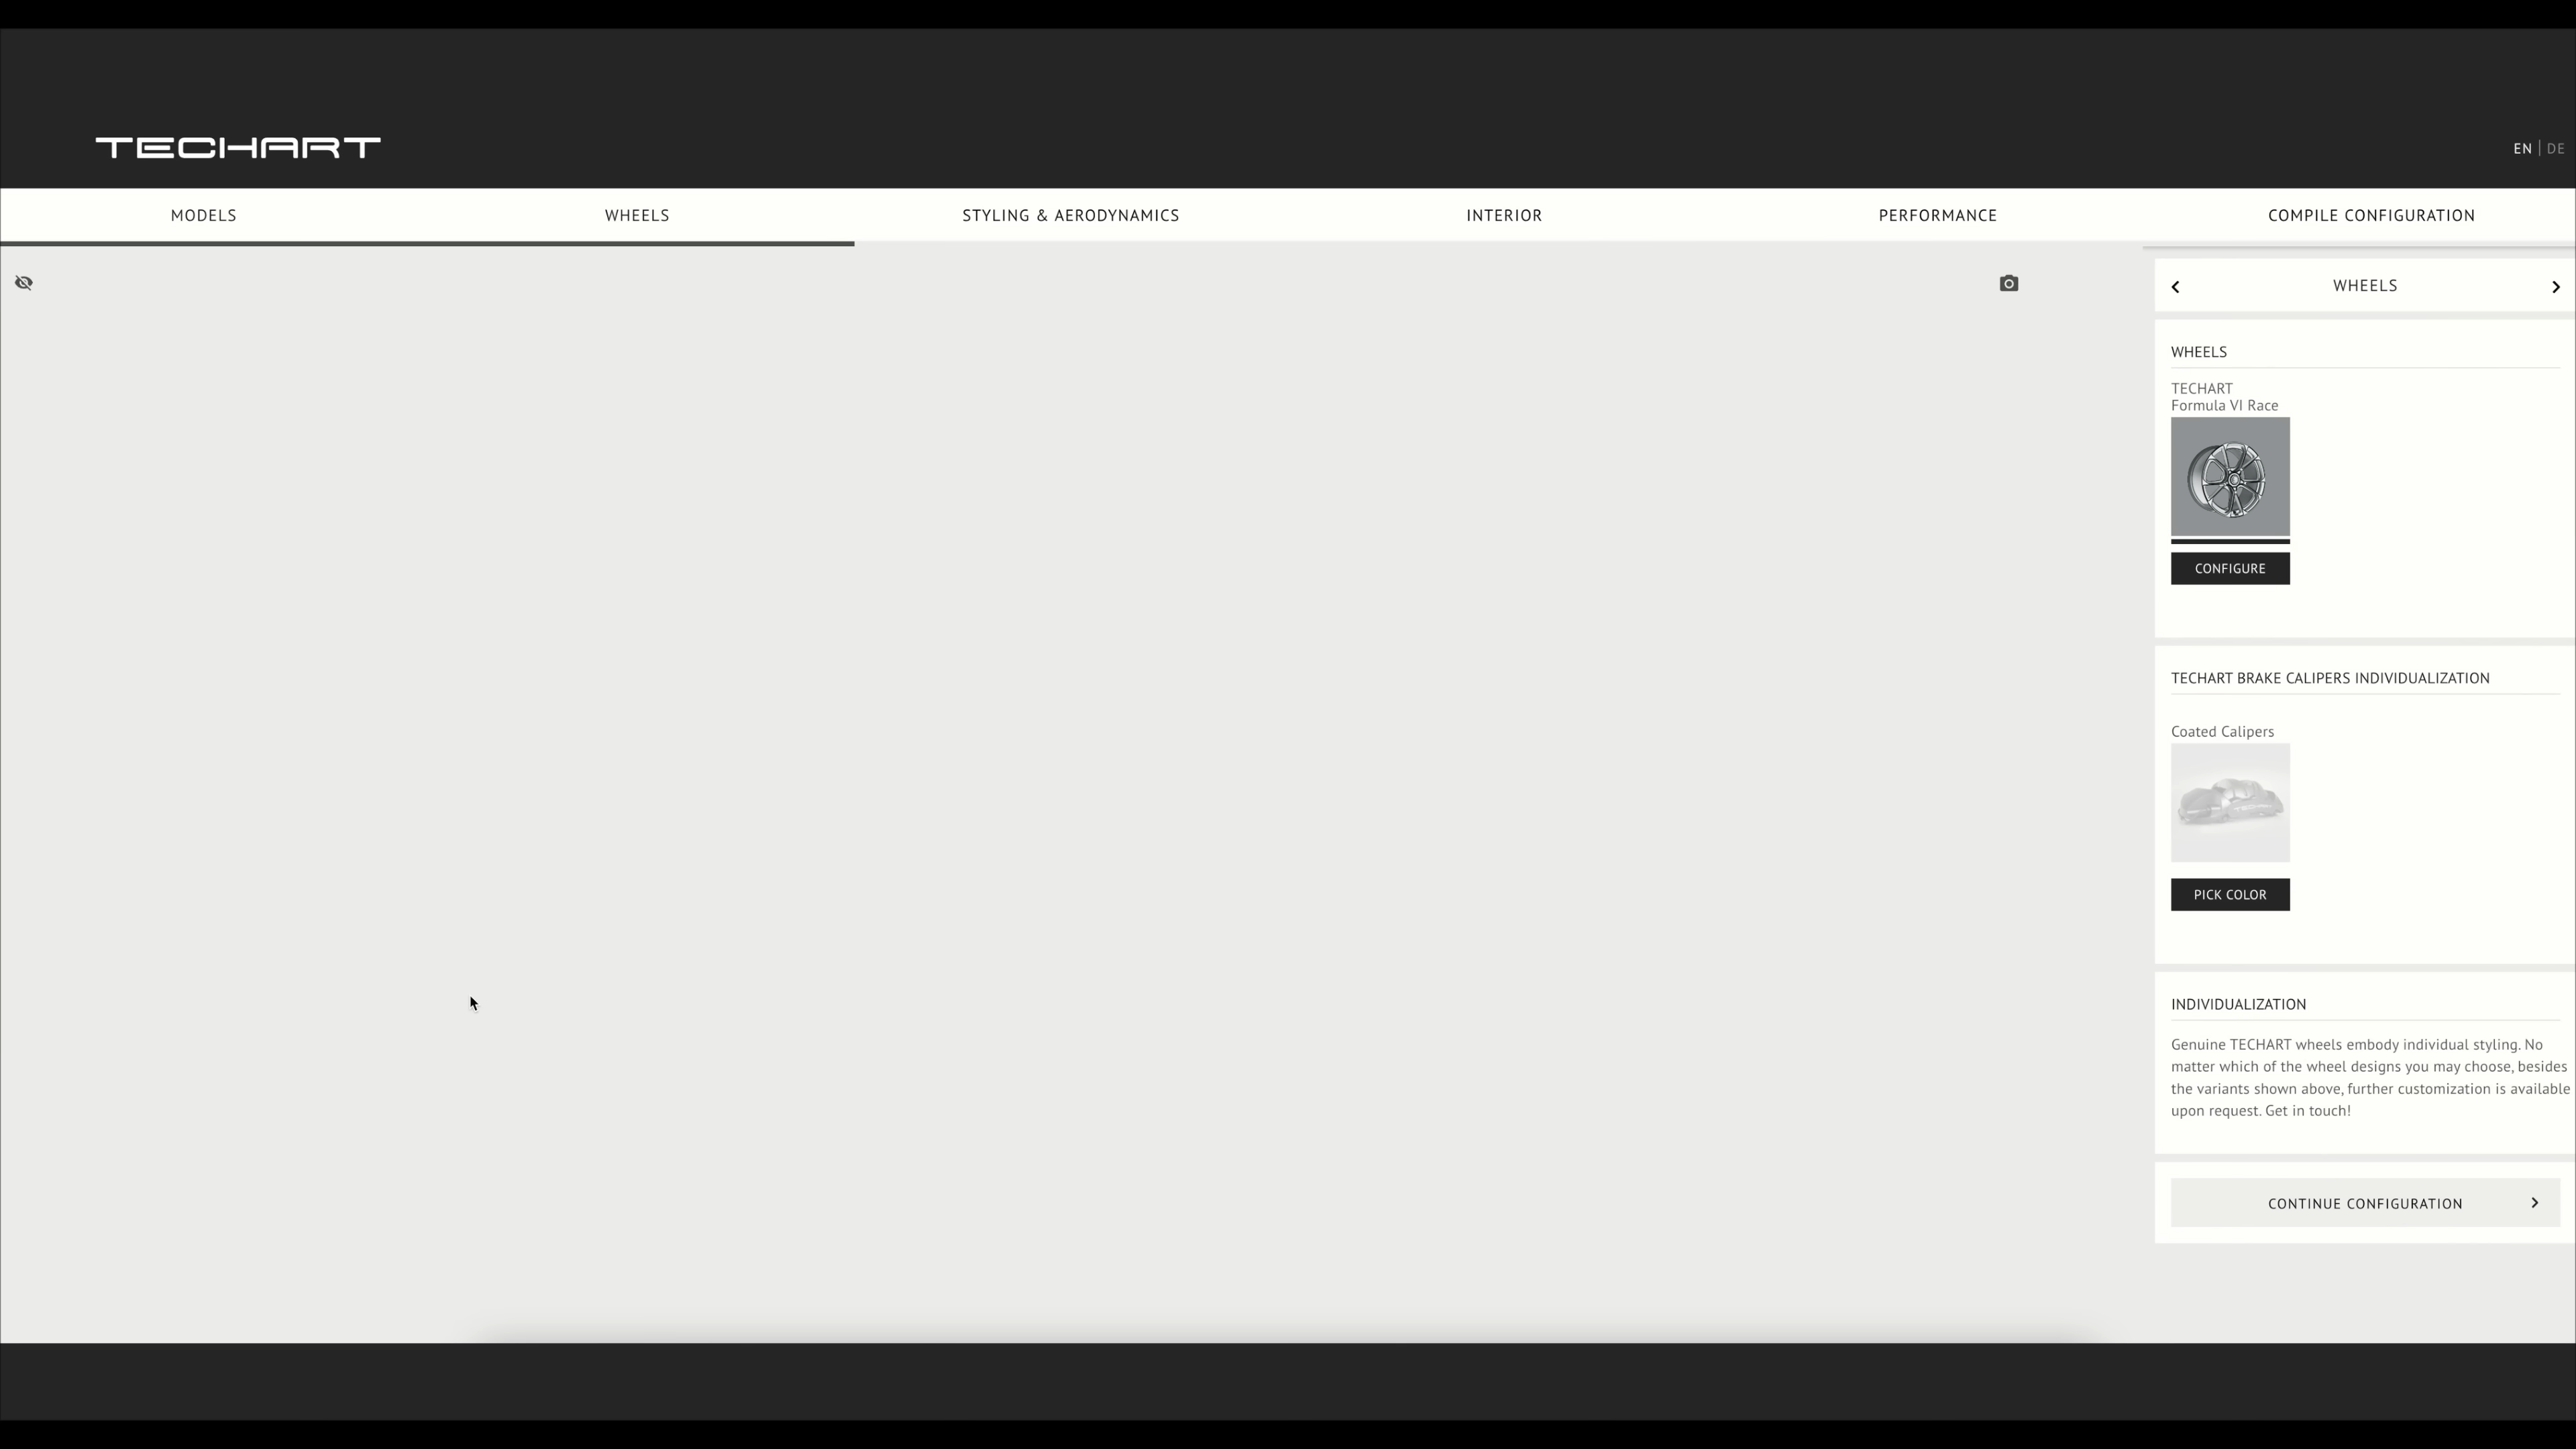 TECHART
EN | DE
MODELS
WHEELS
STYLING & AERODYNAMICS
INTERIOR
PERFORMANCE
COMPILE CONFIGURATION
WHEELS
WHEELS
TECHART
Formula VI Race
CONFIGURE
TECHART BRAKE CALIPERS INDIVIDUALIZATION
Coated Calipers
PICK COLOR
INDIVIDUALIZATION
Genuine TECHART wheels embody individual styling. No
matter which of the wheel designs you may choose, besides
the variants shown above, further customization is available
upon request. Get in touch!
CONTINUE CONFIGURATION